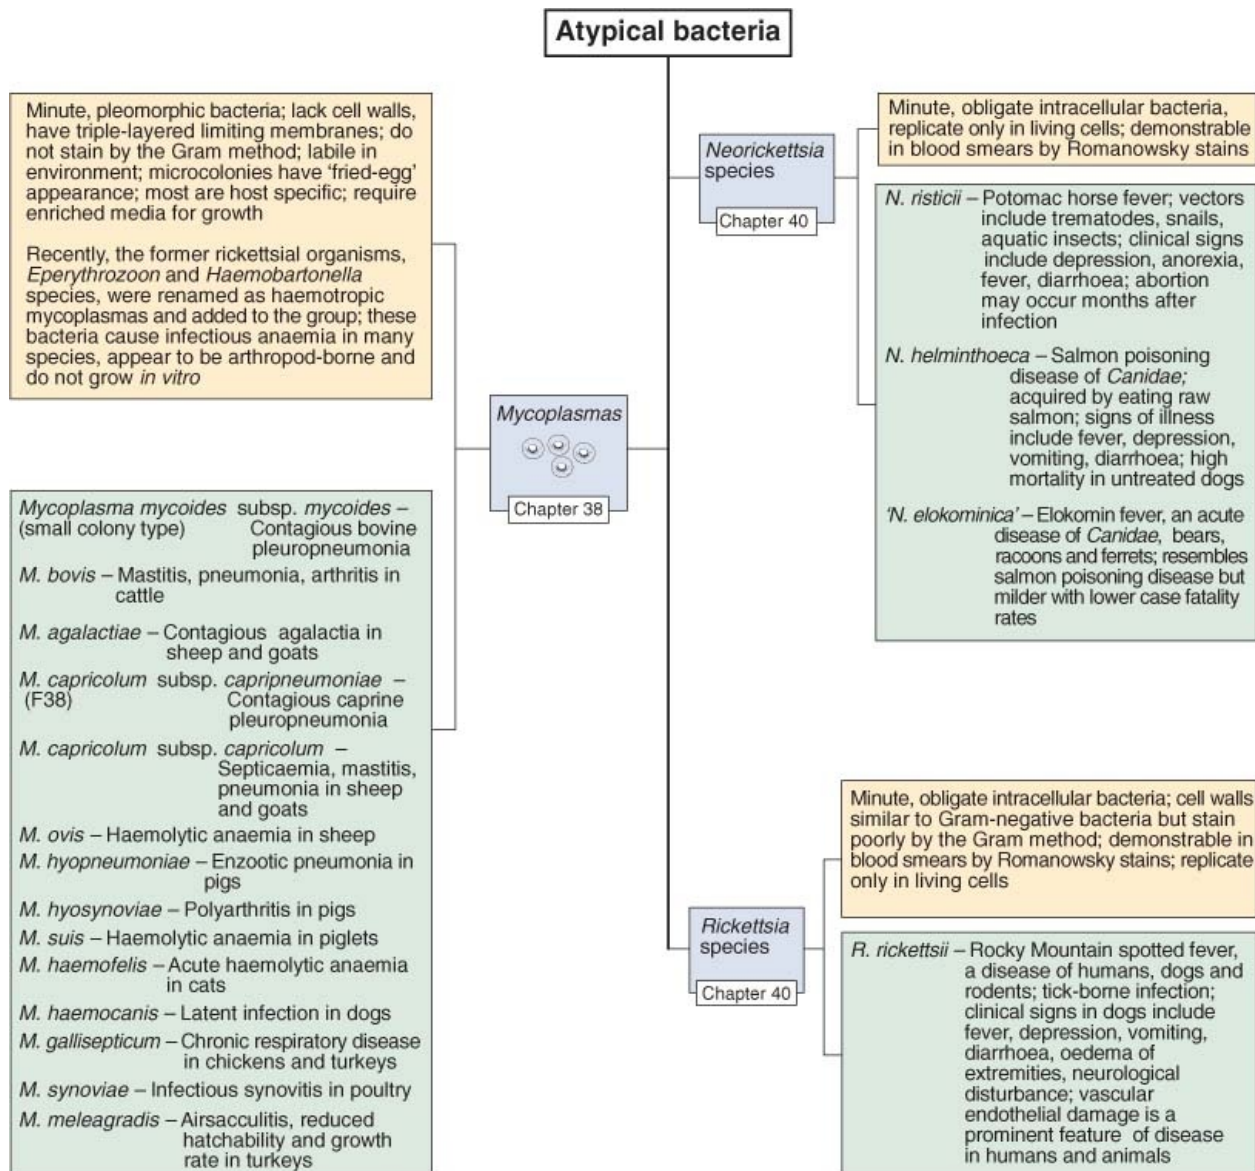 Atypical bacteria
Minute, pleomorphic bacteria; lack cell walls,
have triple-layered limiting membranes; do
not stain by the Gram method; labile in
environment; microcolonies have ‘fried-egg’
appearance; most are host specific; require
enriched media for growth
Recently, the former rickettsial organisms,
Eperythrozoon and Haemobartonella
species, were renamed as haemotropic
mycoplasmas and added to the group; these
bacteria cause infectious anaemia in many
species, appear to be arthropod-borne and
do not grow in vitro
Mycoplasmas
Chapter 38
Mycoplasma mycoides subsp. mycoides –
(small colony type) Contagious bovine
pleuropneumonia
M. bovis – Mastitis, pneumonia, arthritis in
cattle
M. agalactiae – Contagious agalactia in
sheep and goats
M. capricolum subsp. capripneumoniae –
(F38) Contagious caprine
pleuropneumonia
M. capricolum subsp. capricolum –
Septicaemia, mastitis,
pneumonia in sheep
and goats
M. ovis – Haemolytic anaemia in sheep
M. hyopneumoniae – Enzootic pneumonia in
pigs
M. hyosynoviae – Polyarthritis in pigs
M. suis – Haemolytic anaemia in piglets
M. haemofelis – Acute haemolytic anaemia
in cats
M. haemocanis – Latent infection in dogs
M. gallisepticum – Chronic respiratory disease
in chickens and turkeys
M. synoviae – Infectious synovitis in poultry
M. meleagradis – Airsacculitis, reduced
hatchability and growth
rate in turkeys
Neorickettsia
species
Chapter 40
Minute, obligate intracellular bacteria,
replicate only in living cells; demonstrable
in blood smears by Romanowsky stains
N. risticii – Potomac horse fever; vectors
include trematodes, snails,
aquatic insects; clinical signs
include depression, anorexia,
fever, diarrhoea; abortion
may occur months after
infection
N. helminthoeca – Salmon poisoning
disease of Canidae;
acquired by eating raw
salmon; signs of illness
include fever, depression,
vomiting, diarrhoea; high
mortality in untreated dogs
‘N. elokominica’ – Elokomin fever, an acute
disease of Canidae, bears,
racoons and ferrets; resembles
salmon poisoning disease but
milder with lower case fatality
rates
Rickettsia
species
Chapter 40
Minute, obligate intracellular bacteria; cell walls
similar to Gram-negative bacteria but stain
poorly by the Gram method; demonstrable in
blood smears by Romanowsky stains; replicate
only in living cells
R. rickettsii – Rocky Mountain spotted fever,
a disease of humans, dogs and
rodents; tick-borne infection;
clinical signs in dogs include
fever, depression, vomiting,
diarrhoea, oedema of
extremities, neurological
disturbance; vascular
endothelial damage is a
prominent feature of disease
in humans and animals